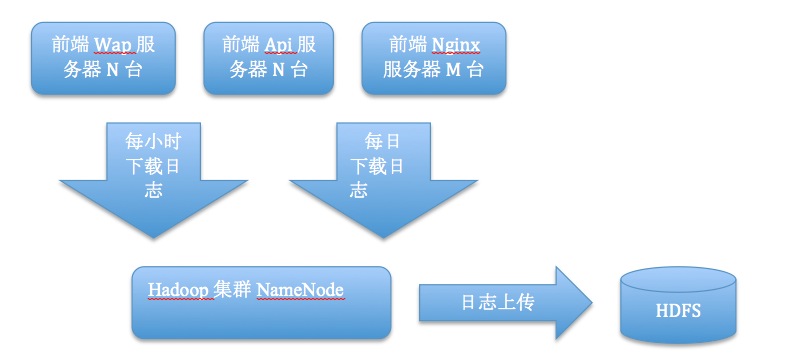 前端 Wap 服
务器 N 台
前端 Api 服
务器 N 台
前端 Nginx
服务器 M 台
每小时
下载日
志
每日
下载日
志
Hadoop 集群 NameNode
日志上传
HDFS